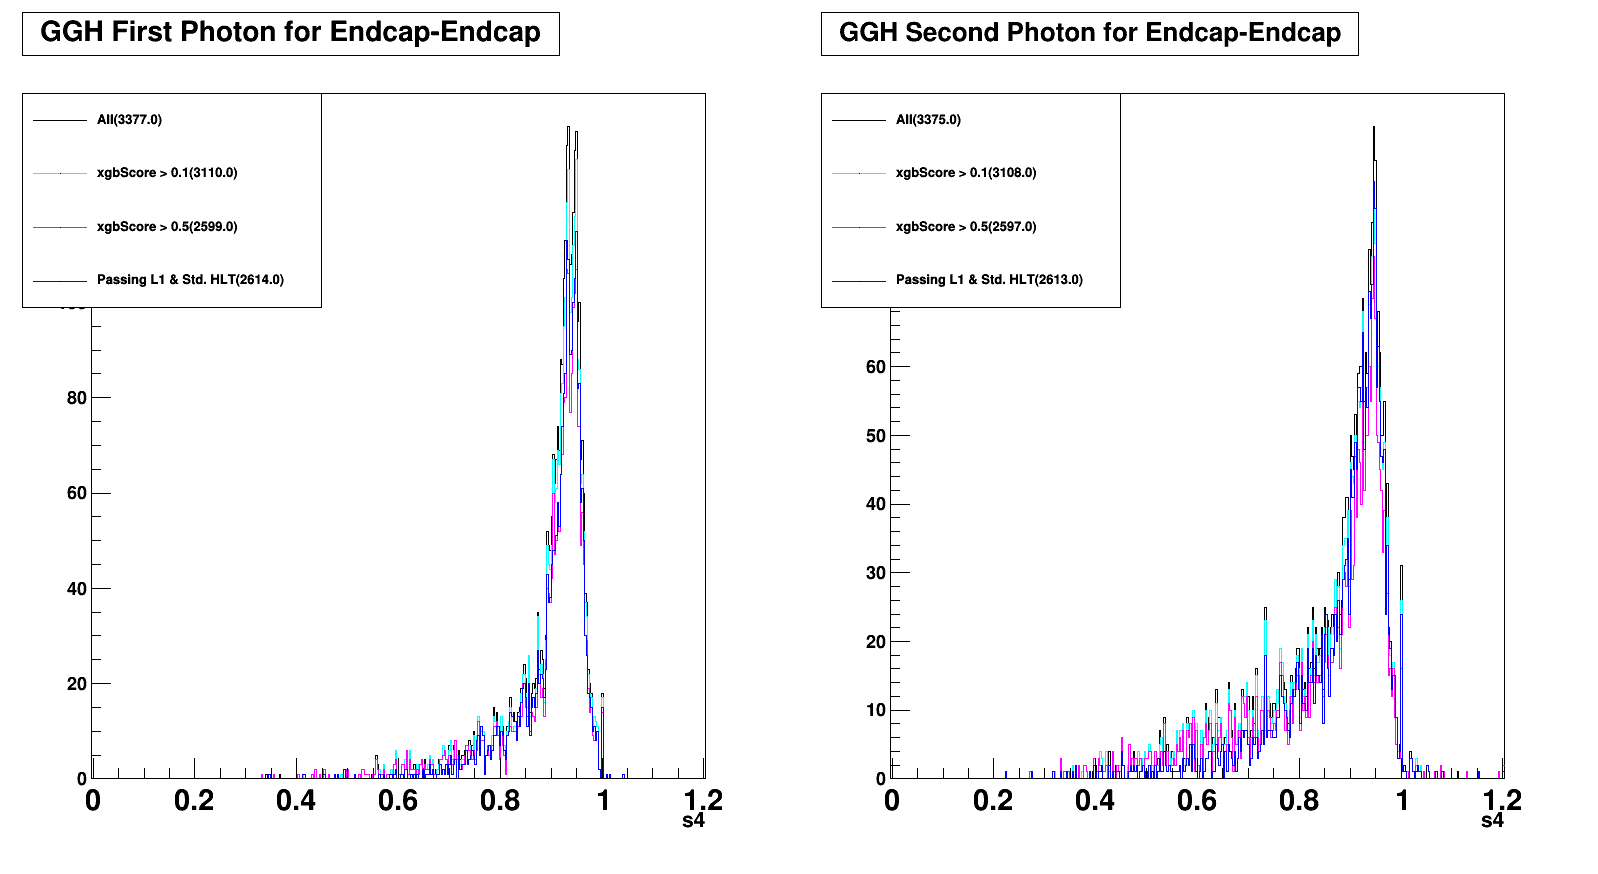 GGH First Photon for Endcap-Endcap
All(3377.0)
xgbScore > 0.1(3110.0)
xgbScore > 0.5(2599.0)
Passing L1 & Std. HLT(2614.0)
80
60
40
20
0
0 0.2 0.4 0.6 0.8 1 1.2
s4
GGH Second Photon for Endcap-Endcap
All(3375.0)
xgbScore > 0.1(3108.0)
xgbScore > 0.5(2597.0)
Passing L1 & Std. HLT(2613.0)
60
50
40
30
20
10
0
0 0.2 0.4 0.6 0.8 1 1.2
s4